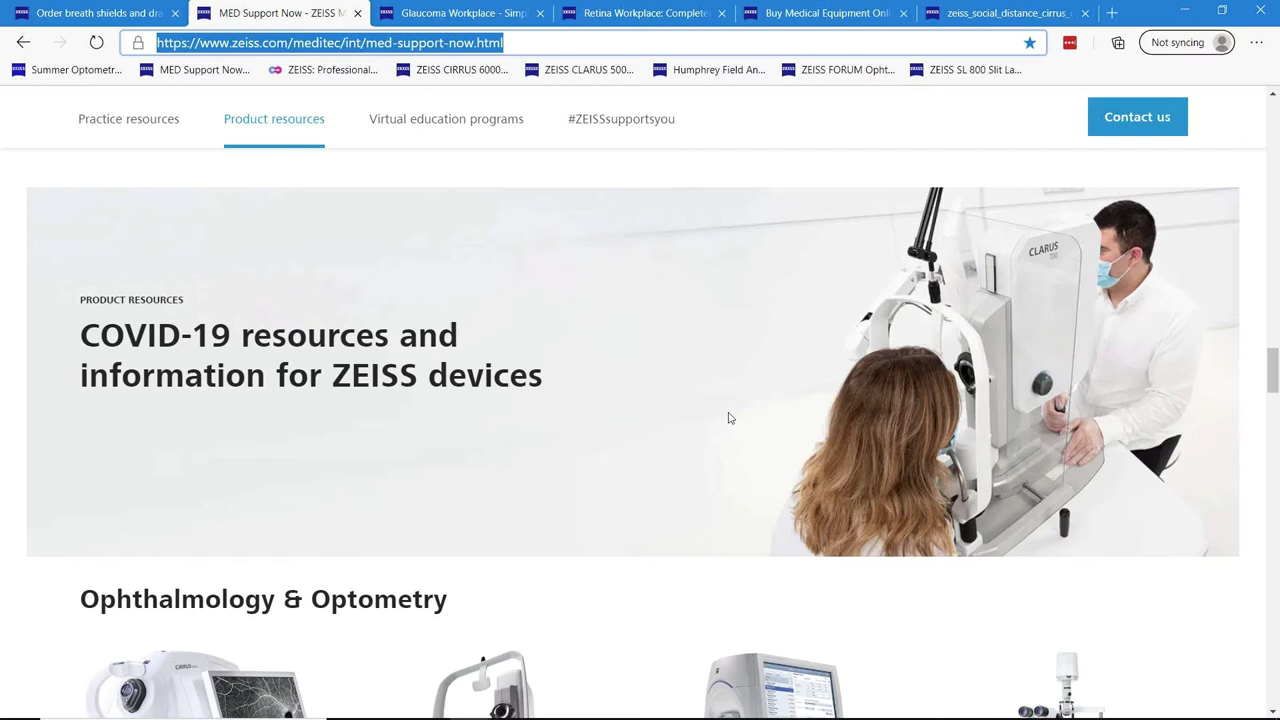 Order breath shields and dra
MED Support Now - ZEISS M
Glaucoma Workplace - Simpl
Retina Workplace: Complete
Buy Medical Equipment Onl
zeiss_social_distance_cirrus_
https://www.zeiss.com/meditec/int/med-support-now.html
Not syncing
Summer Optometr...
MED Support Now...
ZEISS: Professional...
ZEISS CIRRUS 6000...
ZEISS CLARUS 500...
Humphrey Field An...
ZEISS FORUM Opht...
ZEISS SL 800 Slit La...
Practice resources
Product resources
Virtual education programs
#ZEISSsupportsyou
Contact us
CLARUS
700
PRODUCT RESOURCES
COVID-19 resources and
information for ZEISS devices
Ophthalmology & Optometry
CIRRUS